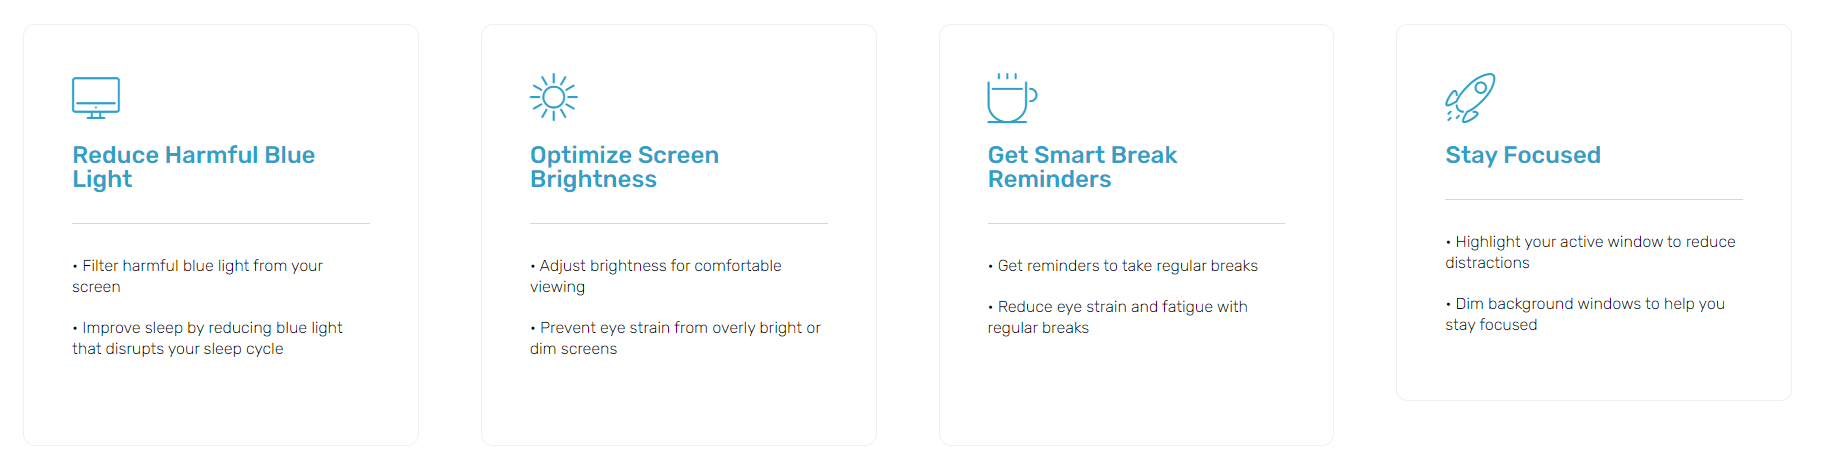 Reduce Harmful Blue
Light
• Filter harmful blue light from your
screen
• Improve sleep by reducing blue light
that disrupts your sleep cycle
Optimize Screen
Brightness
• Adjust brightness for comfortable
viewing
• Prevent eye strain from overly bright or
dim screens
Get Smart Break
Reminders
• Get reminders to take regular breaks
• Reduce eye strain and fatigue with
regular breaks
Stay Focused
• Highlight your active window to reduce
distractions
• Dim background windows to help you
stay focused